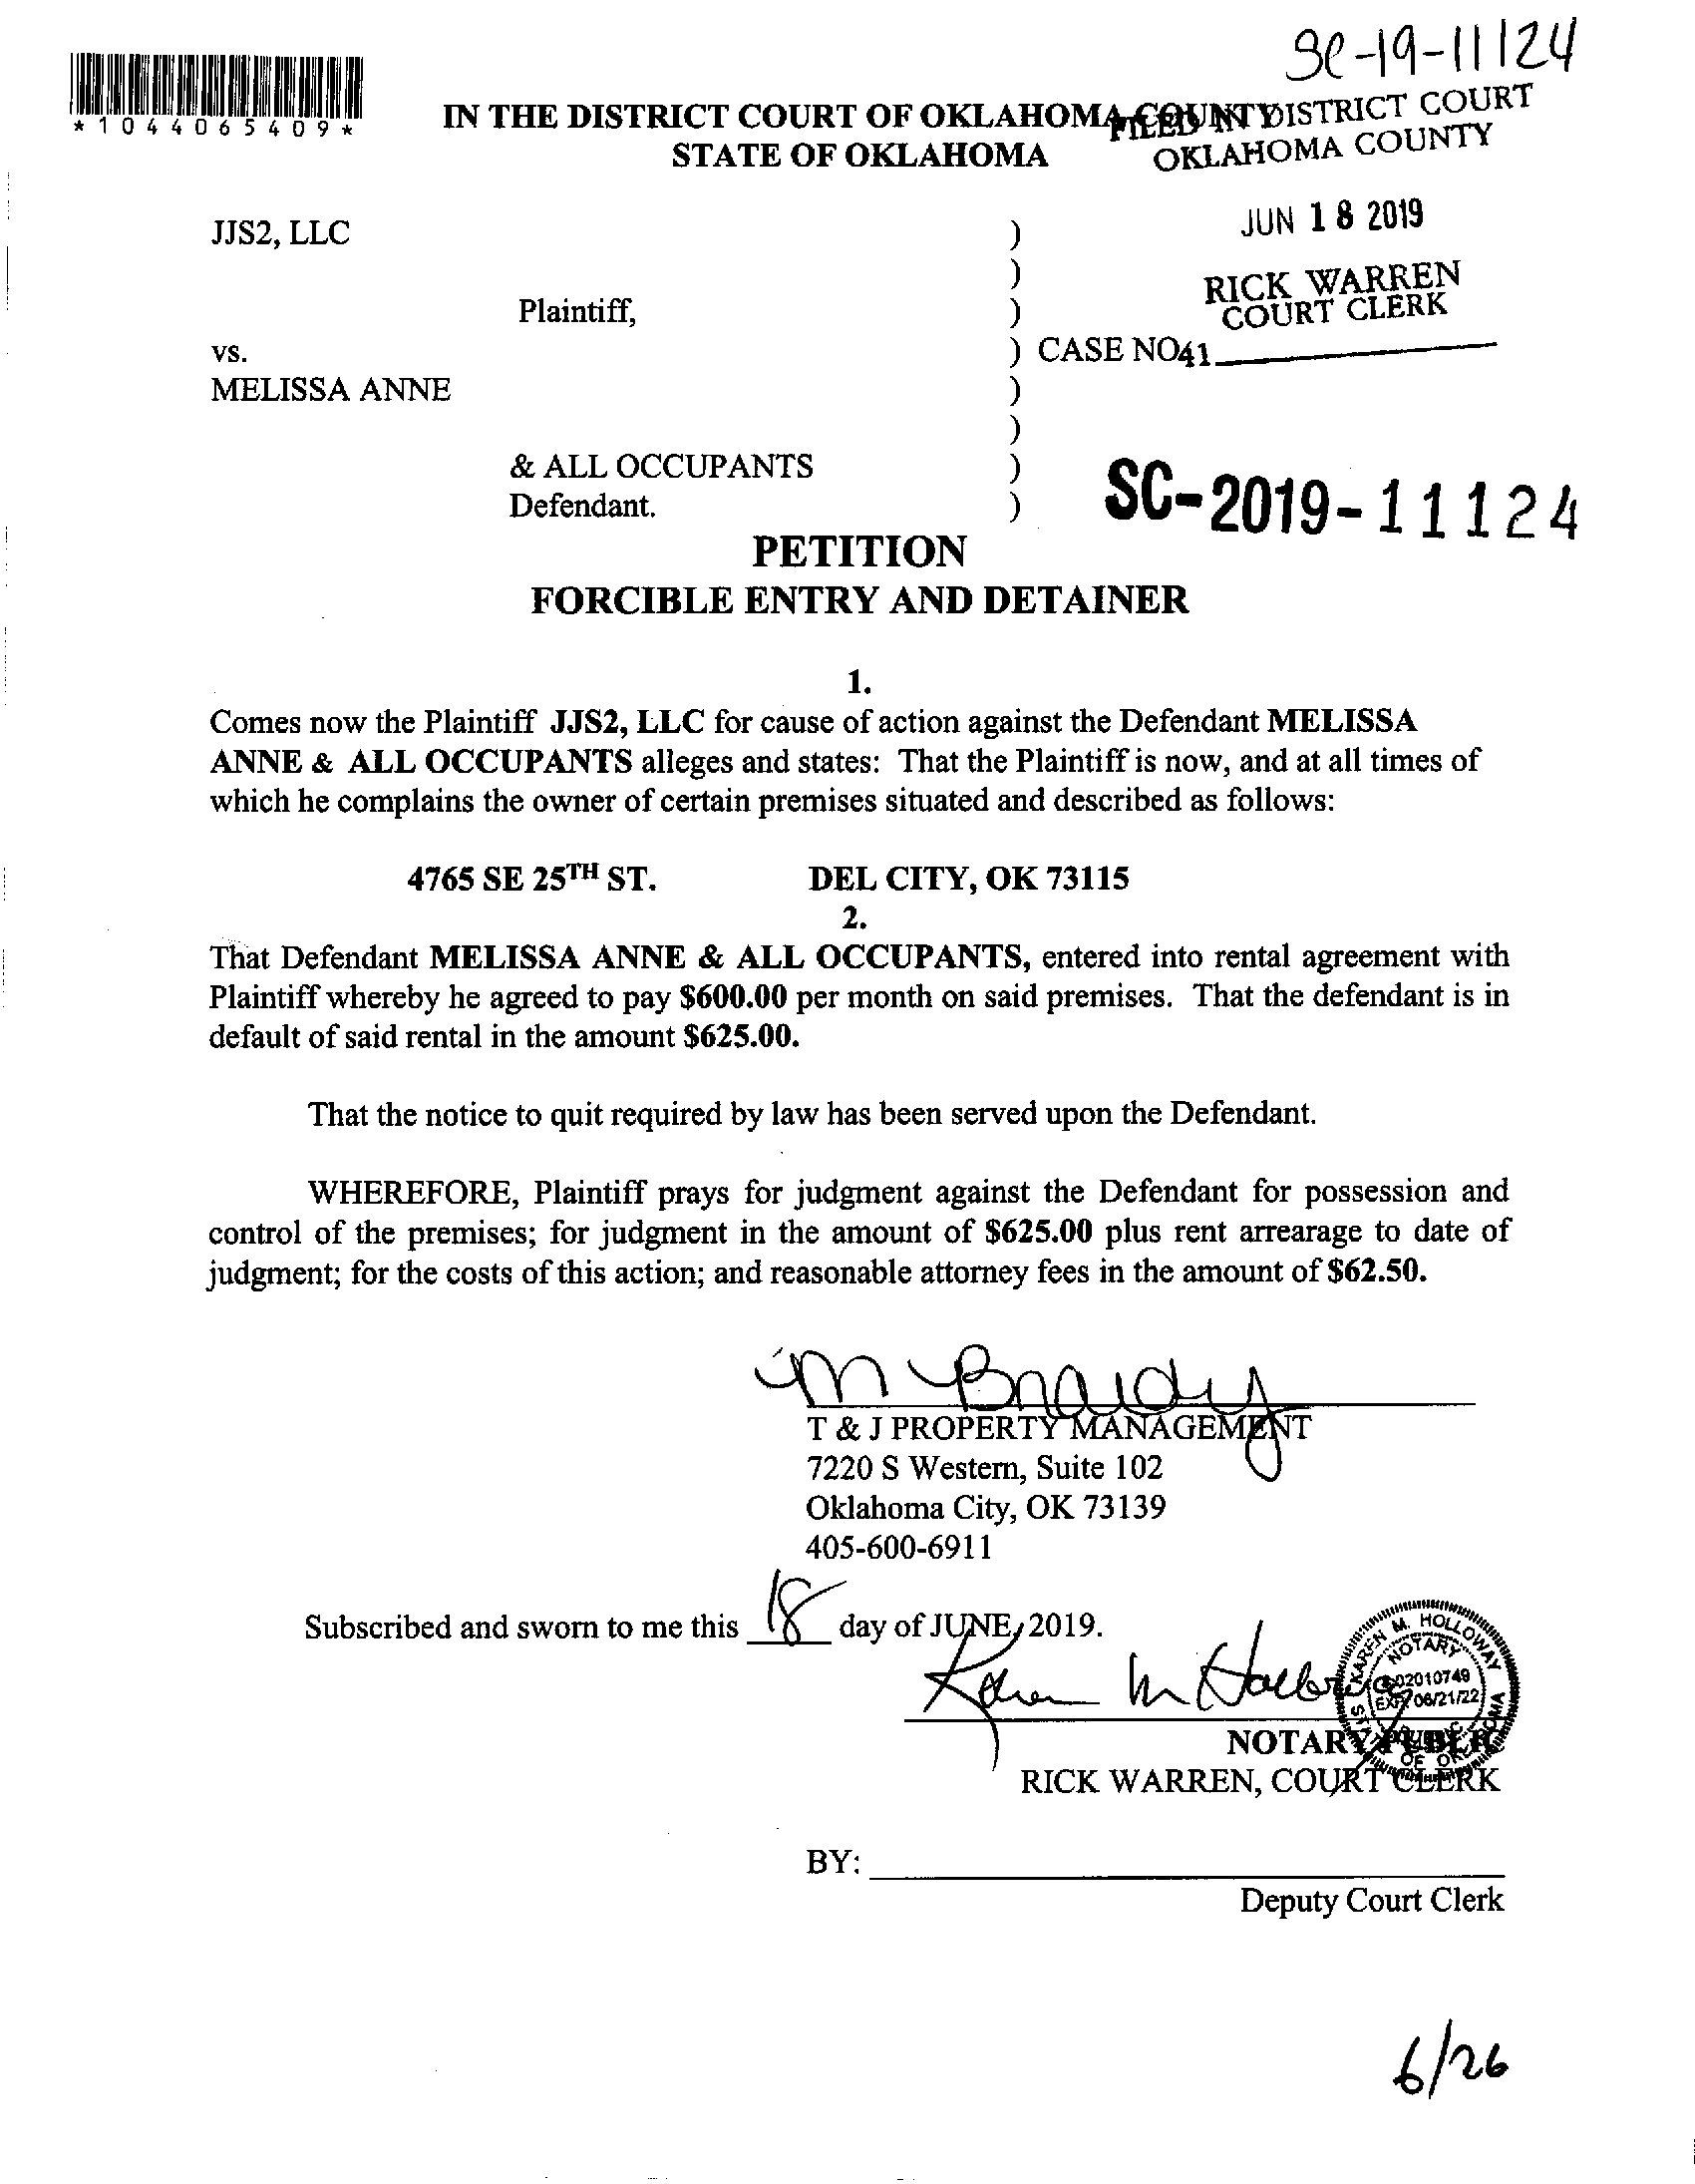 SC-19-11124
*1044065409*
IN THE DISTRICT COURT OF OKLAHOMA COUNTY
STATE OF OKLAHOMA
FILED IN DISTRICT COURT
OKLAHOMA COUNTY
JUN 18 2019
RICK WARREN
COURT CLERK
41
JJS2, LLC )
)
Plaintiff, )
vs. ) CASE NO.
MELISSA ANNE )
)
& ALL OCCUPANTS )
Defendant. )
SC-2019-11124
PETITION
FORCIBLE ENTRY AND DETAINER
1.
Comes now the Plaintiff JJS2, LLC for cause of action against the Defendant MELISSA
ANNE & ALL OCCUPANTS alleges and states: That the Plaintiff is now, and at all times of
which he complains the owner of certain premises situated and described as follows:
4765 SE 25TH ST. DEL CITY, OK 73115
2.
That Defendant MELISSA ANNE & ALL OCCUPANTS, entered into rental agreement with
Plaintiff whereby he agreed to pay $600.00 per month on said premises. That the defendant is in
default of said rental in the amount $625.00.
That the notice to quit required by law has been served upon the Defendant.
WHEREFORE, Plaintiff prays for judgment against the Defendant for possession and
control of the premises; for judgment in the amount of $625.00 plus rent arrearage to date of
judgment; for the costs of this action; and reasonable attorney fees in the amount of $62.50.
T & J PROPERTY MANAGEMENT
7220 S Western, Suite 102
Oklahoma City, OK 73139
405-600-6911
Subscribed and sworn to me this 18 day of JUNE, 2019.
Karen M Holloway
KAREN M. HOLLOWAY
NOTARY
02010749
EXP. 06/21/22
PUBLIC
STATE OF OKLAHOMA
NOTARY PUBLIC
RICK WARREN, COURT CLERK
BY:
Deputy Court Clerk
6/26